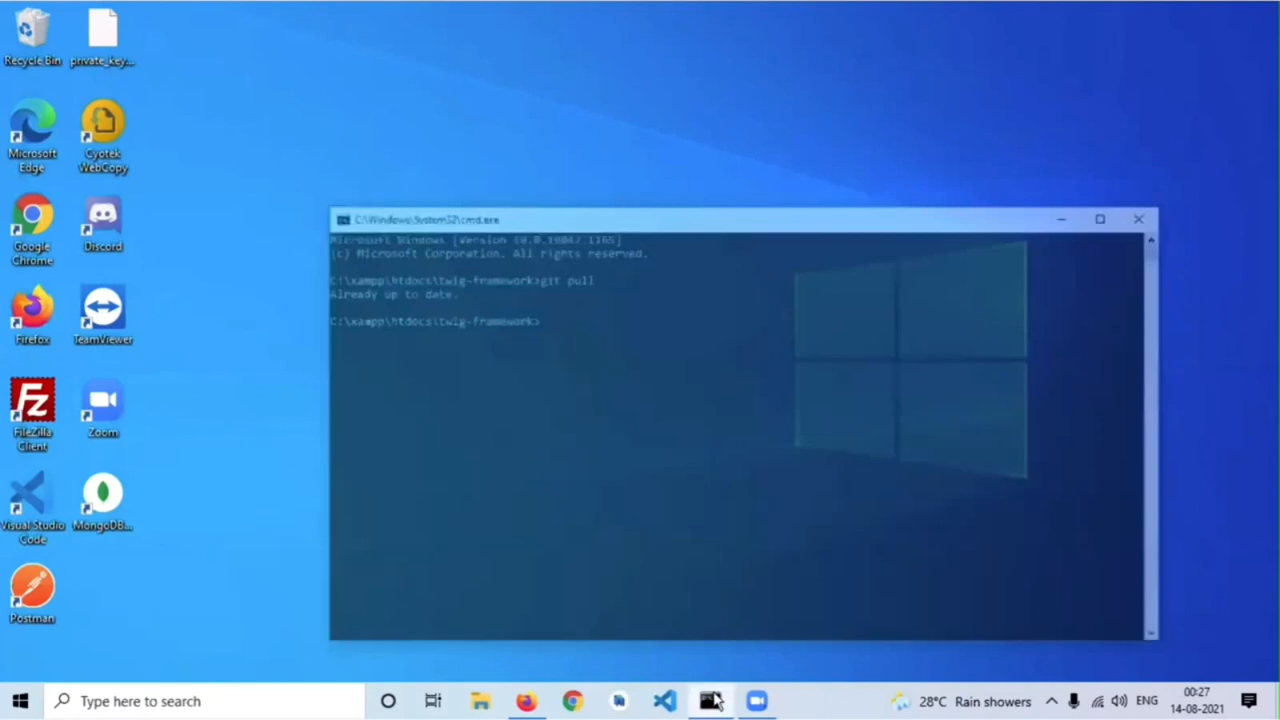 Recycle Bin
private_key...
Microsoft
Edge
Cyotek
WebCopy
Google
Chrome
Discord
Firefox
TeamViewer
FileZilla
Client
Zoom
Visual Studio
Code
MongoDB...
Postman
C:\Windows\System32\cmd.exe
Microsoft Windows [Version 10.0.19042.1165]
(c) Microsoft Corporation. All rights reserved.
C:\xampp\htdocs\twig-framework>git pull
Already up to date.
C:\xampp\htdocs\twig-framework>
Type here to search
28°C Rain showers
ENG
00:27
14-08-2021